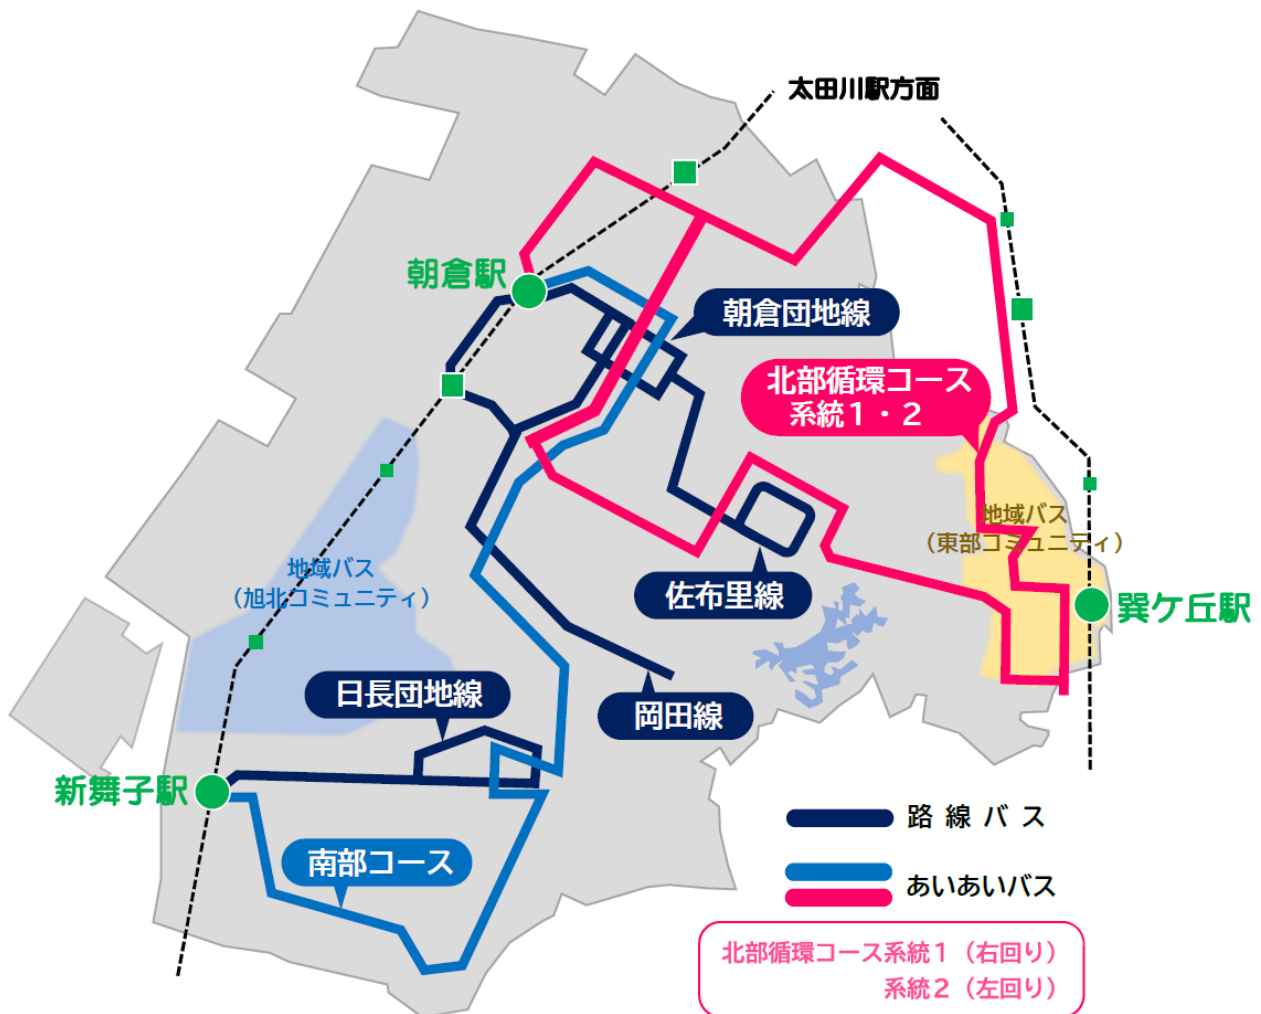 太田川駅方面
朝倉駅
朝倉団地線
北部循環コース
系統１・２
地域バス
（東部コミュニティ）
地域バス
（旭北コミュニティ）
佐布里線
巽ケ丘駅
日長団地線
岡田線
新舞子駅
南部コース
路線バス
あいあいバス
北部循環コース系統１（右回り）
系統２（左回り）